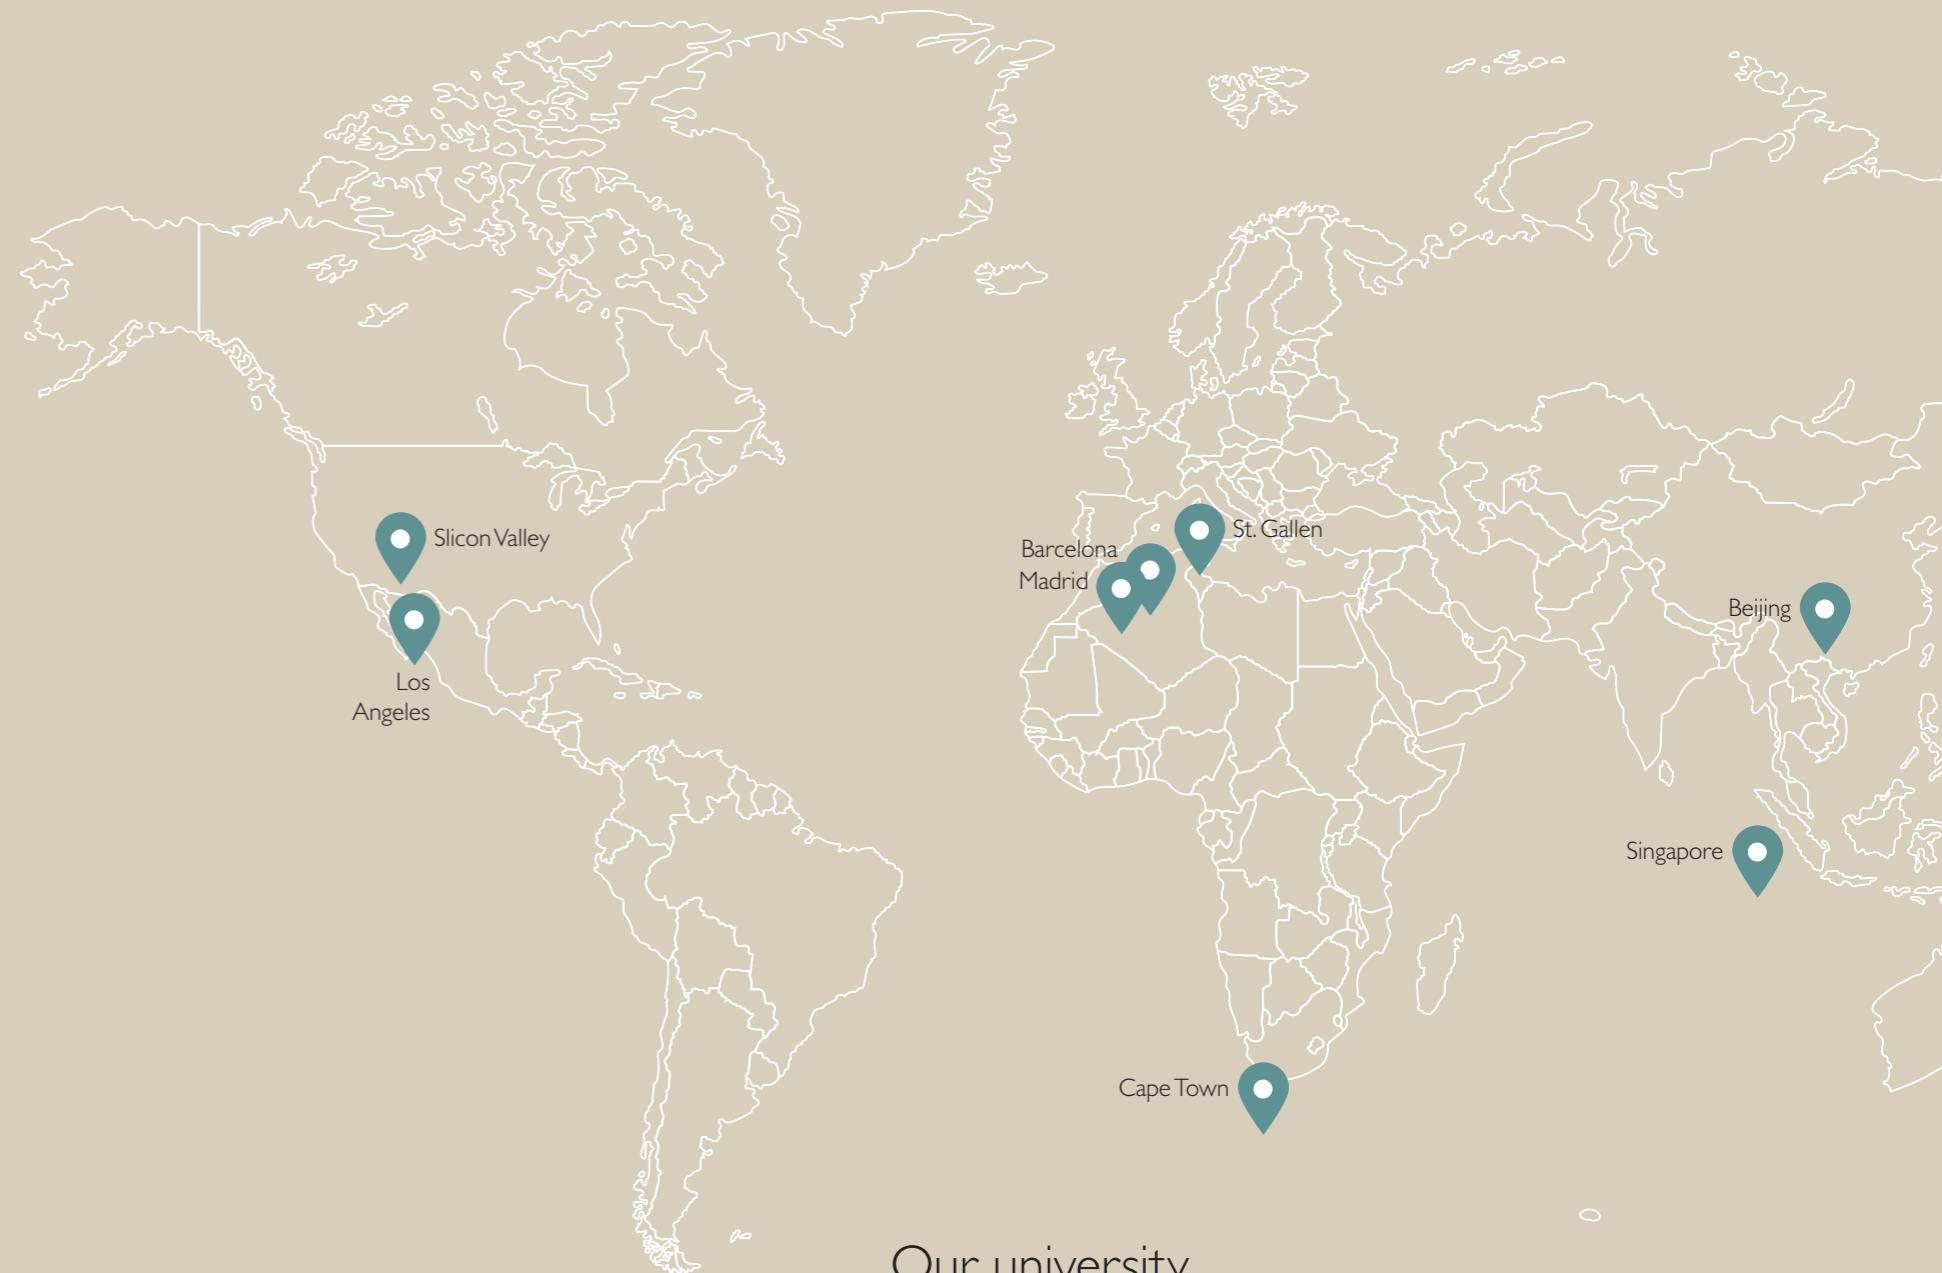 Slicon Valley
St. Gallen
Barcelona
Madrid
Beijing
Los
Angeles
Singapore
Cape Town
Our university